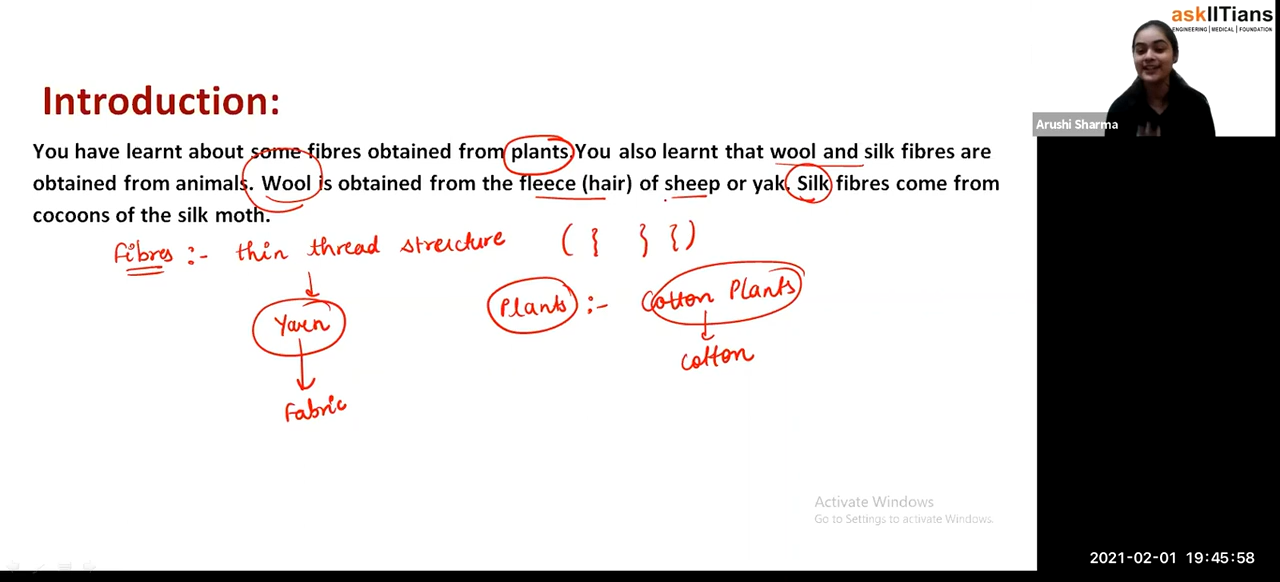 askIITians
ENGINEERING | MEDICAL | FOUNDATION
Arushi Sharma
Introduction:
You have learnt about some fibres obtained from plants. You also learnt that wool and silk fibres are
obtained from animals. Wool is obtained from the fleece (hair) of sheep or yak. Silk fibres come from
cocoons of the silk moth.
fibres :- thin thread structure
Plants :- Cotton Plants
Yarn
Cotton
Fabric
Activate Windows
Go to Settings to activate Windows.
2021-02-01 19:45:58